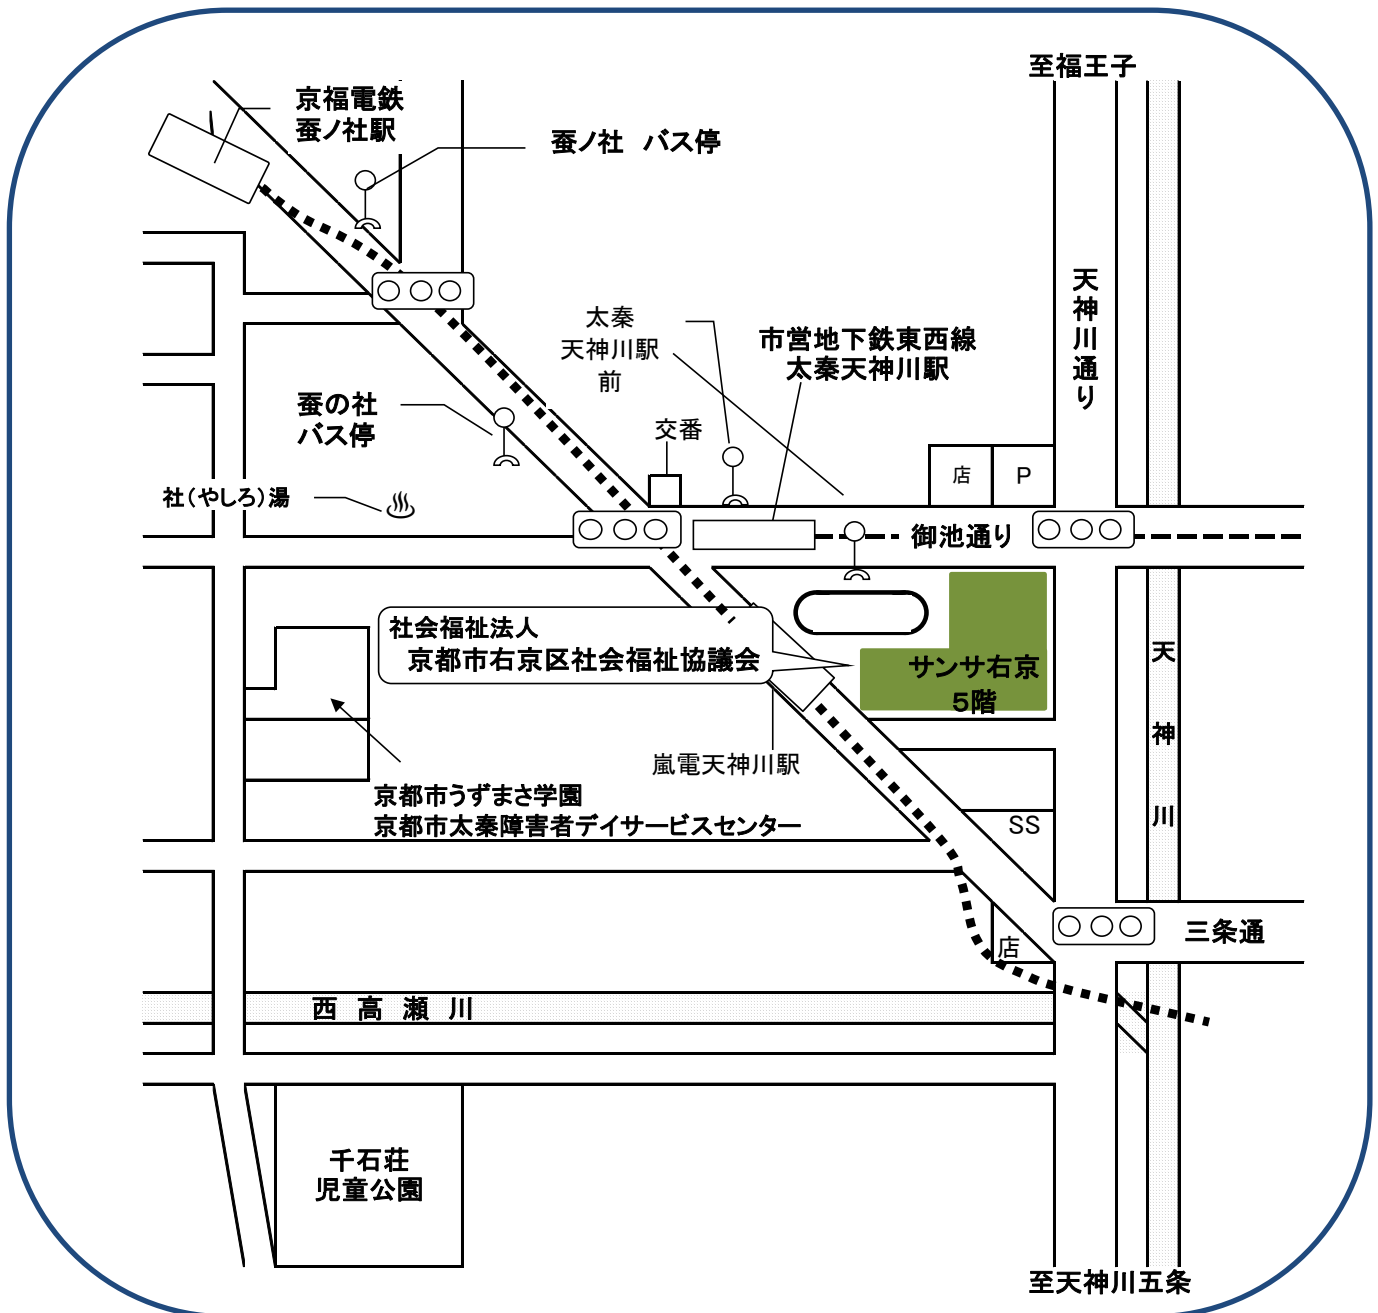 至福王子
京福電鉄
蚕ノ社駅
蚕ノ社 バス停
天神川通り
太秦
天神川駅
前
市営地下鉄東西線
太秦天神川駅
蚕の社
バス停
交番
店
P
社(やしろ)湯
御池通り
社会福祉法人
京都市右京区社会福祉協議会
サンサ右京
5階
天神川
嵐電天神川駅
京都市うずまさ学園
京都市太秦障害者デイサービスセンター
SS
店
三条通
西高瀬川
千石荘
児童公園
至天神川五条